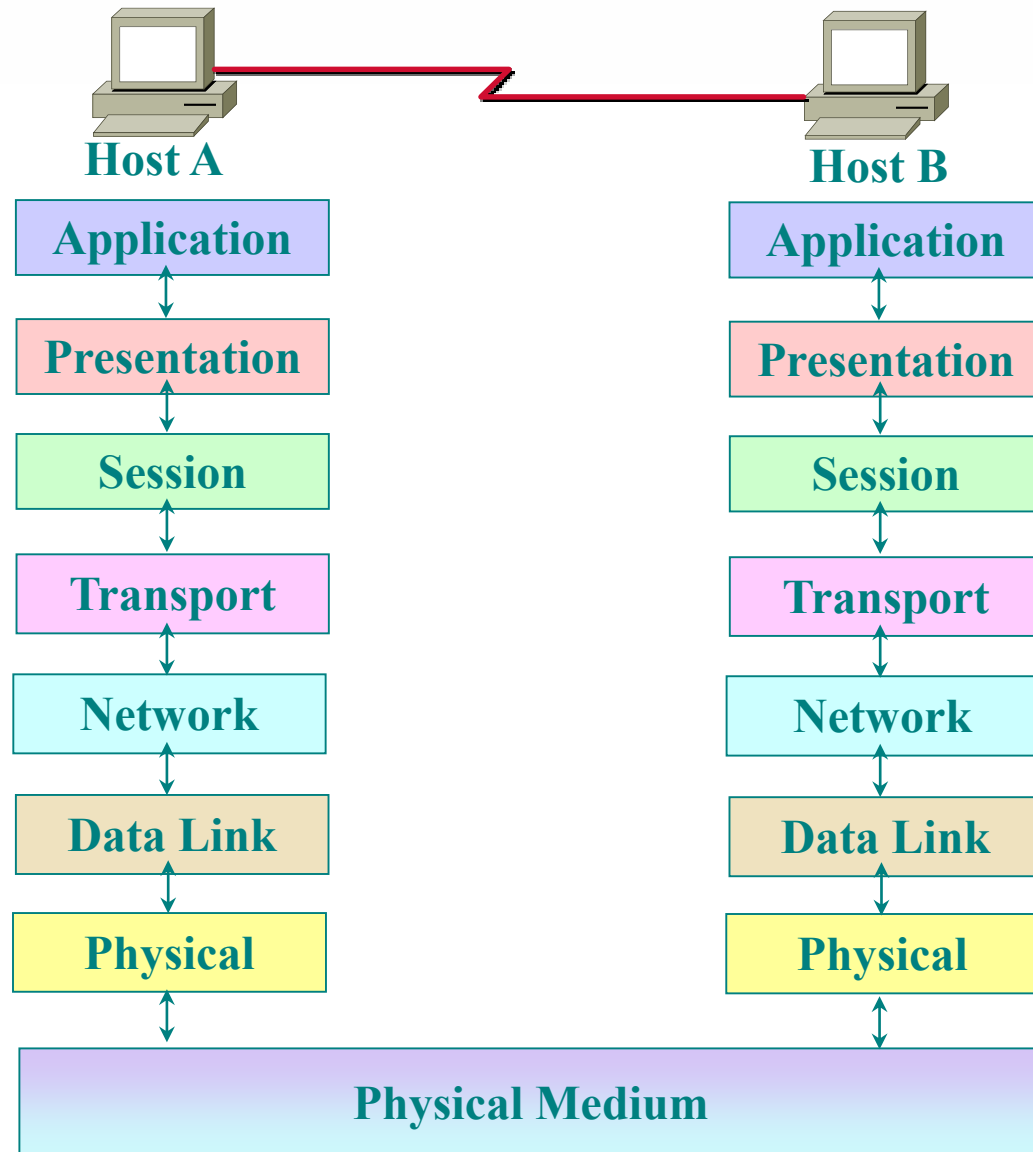 Host A
Host B
Application
Presentation
Session
Transport
Network
Data Link
Physical
Application
Presentation
Session
Transport
Network
Data Link
Physical
Physical Medium